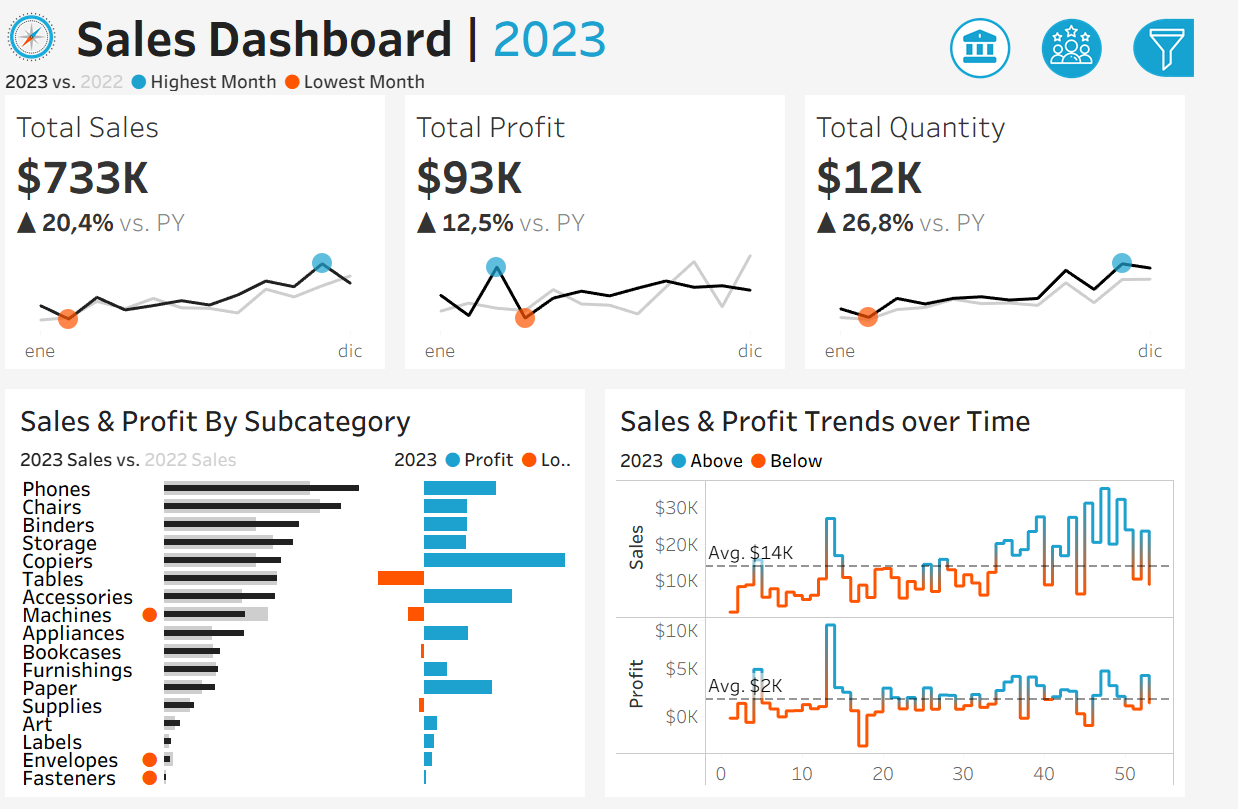 Sales Dashboard | 2023
2023 vs. 2022 Highest Month Lowest Month
Total Sales
$733K
▲ 20,4% vs. PY
ene dic
Total Profit
$93K
▲ 12,5% vs. PY
ene dic
Total Quantity
$12K
▲ 26,8% vs. PY
ene dic
Sales & Profit By Subcategory
2023 Sales vs. 2022 Sales 2023 Profit Lo..
Phones
Chairs
Binders
Storage
Copiers
Tables
Accessories
Machines
Appliances
Bookcases
Furnishings
Paper
Supplies
Art
Labels
Envelopes
Fasteners
Sales & Profit Trends over Time
2023 Above Below
Sales
$30K
$20K
$10K
Avg. $14K
Profit
$10K
$5K
$0K
Avg. $2K
0 10 20 30 40 50